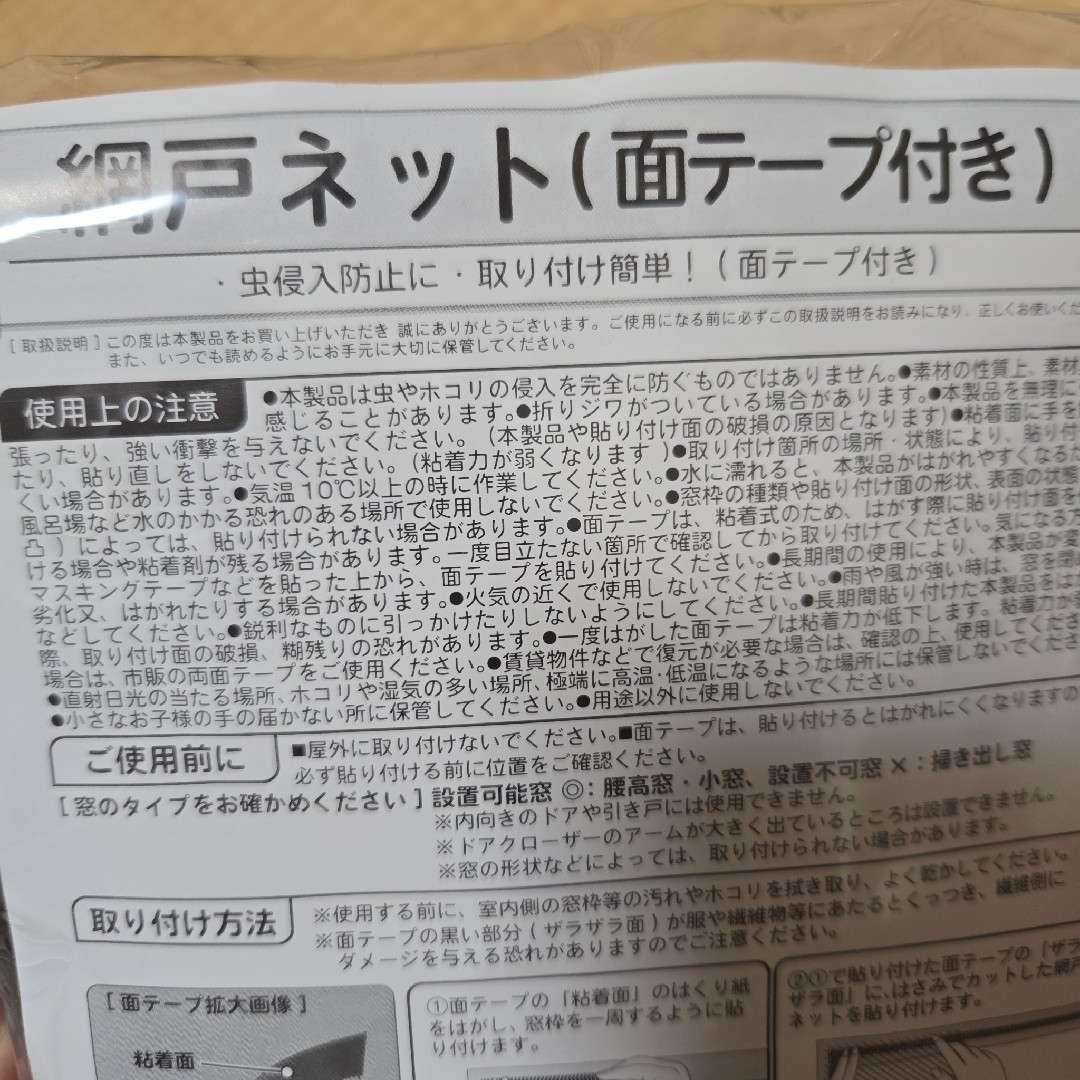 網戸ネット(面テープ付き)
・虫侵入防止に・取り付け簡単!(面テープ付き)
[取扱説明]この度は本製品をお買い上げいただき 誠にありがとうございます。ご使用になる前に必ずこの取扱説明をお読みになり、正しくお使いくだ
また、いつでも読めるようにお手元に大切に保管してください。
使用上の注意
●本製品は虫やホコリの侵入を完全に防ぐものではありません。●素材の性質上、素材
感じることがあります。●折りジワがついている場合があります。●本製品を無理に
張ったり、強い衝撃を与えないでください。(本製品や貼り付け面の破損の原因となります)●粘着面に手を
たり、貼り直しをしないでください。(粘着力が弱くなります )●取り付け箇所の場所・状態により、貼り付
くい場合があります。●気温10℃以上の時に作業してください。●水に濡れると、本製品がはがれやすくなるた
風呂場など水のかかる恐れのある場所で使用しないでください。●窓枠の種類や貼り付け面の形状、表面の状態
凸)によっては、貼り付けられない場合があります。●面テープは、粘着式のため、はがす際に貼り付け面を
ける場合や粘着剤が残る場合があります。一度目立たない箇所で確認してから取り付けてください。気になる方
マスキングテープなどを貼った上から、面テープを貼り付けてください。●長期間の使用により、本製品が変
劣化又、はがれたりする場合があります。●火気の近くで使用しないでください。●雨や風が強い時は、窓を閉め
などしてください。●鋭利なものに引っかけたりしないようにしてください。●長期間貼り付けた本製品をはが
際、取り付け面の破損、糊残りの恐れがあります。●一度はがした面テープは粘着力が低下します。粘着力が
場合は、市販の両面テープをご使用ください。●賃貸物件などで復元が必要な場合は、確認の上、使用してくださ
●直射日光の当たる場所、ホコリや湿気の多い場所、極端に高温・低温になるような場所には保管しないでくださ
●小さなお子様の手の届かない所に保管してください。●用途以外に使用しないでください。
ご使用前に
■屋外に取り付けないでください。■面テープは、貼り付けるとはがれにくくなりますの
必ず貼り付ける前に位置をご確認ください。
[窓のタイプをお確かめください]設置可能窓 ◎:腰高窓・小窓、設置不可窓 ×:掃き出し窓
※内向きのドアや引き戸には使用できません。
※ドアクローザーのアームが大きく出ているところは設置できません。
※窓の形状などによっては、取り付けられない場合があります。
取り付け方法
※使用する前に、室内側の窓枠等の汚れやホコリを拭き取り、よく乾かしてください。
※面テープの黒い部分(ザラザラ面)が服や繊維物等にあたるとくっつき、繊維側に
ダメージを与える恐れがありますのでご注意ください。
[面テープ拡大画像]
粘着面
①面テープの「粘着面」のはくり紙
をはがし、窓枠を一周するように貼
り付けます。
②①で貼り付けた面テープの「ザラ
ザラ面」に、はさみでカットした網戸
ネットを貼り付けます。